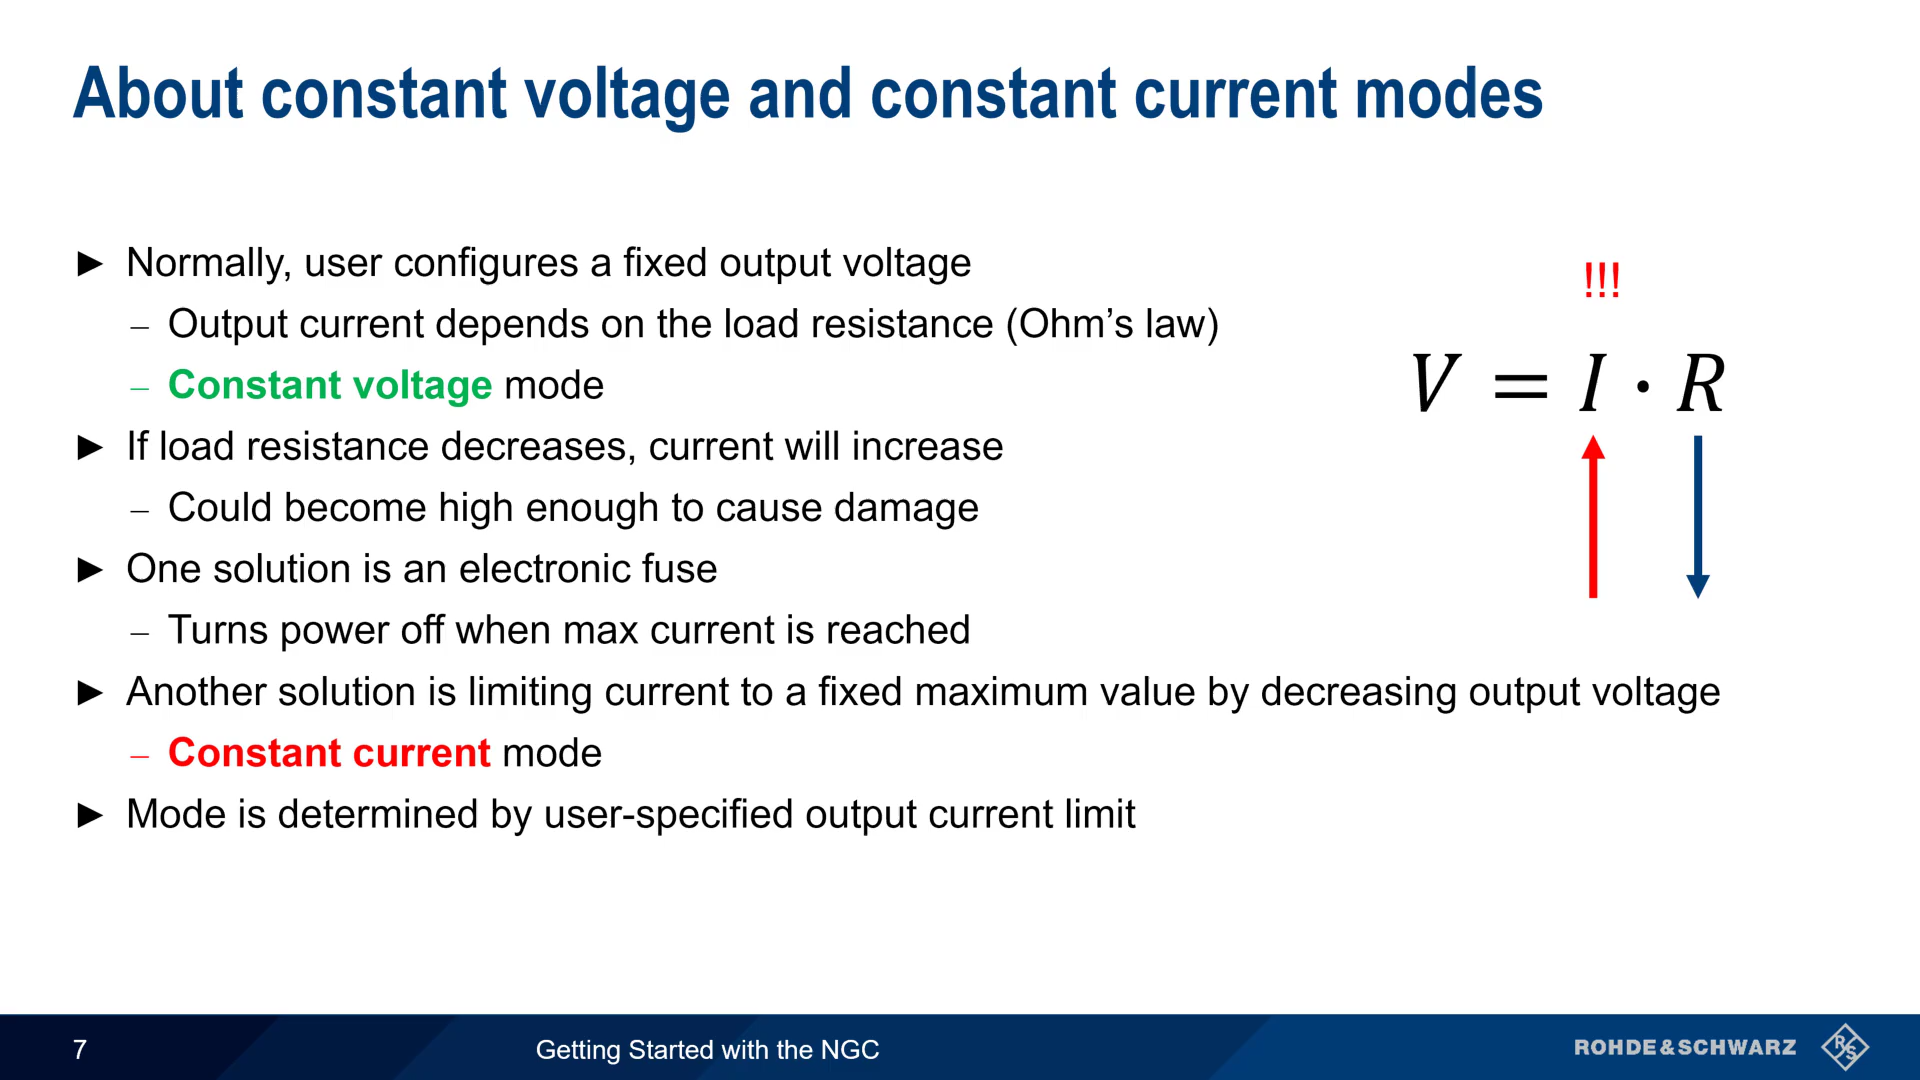 About constant voltage and constant current modes
► Normally, user configures a fixed output voltage
– Output current depends on the load resistance (Ohm’s law)
– Constant voltage mode
► If load resistance decreases, current will increase
– Could become high enough to cause damage
► One solution is an electronic fuse
– Turns power off when max current is reached
► Another solution is limiting current to a fixed maximum value by decreasing output voltage
– Constant current mode
► Mode is determined by user-specified output current limit
!!!
V = I · R
7
Getting Started with the NGC
ROHDE&SCHWARZ
RS